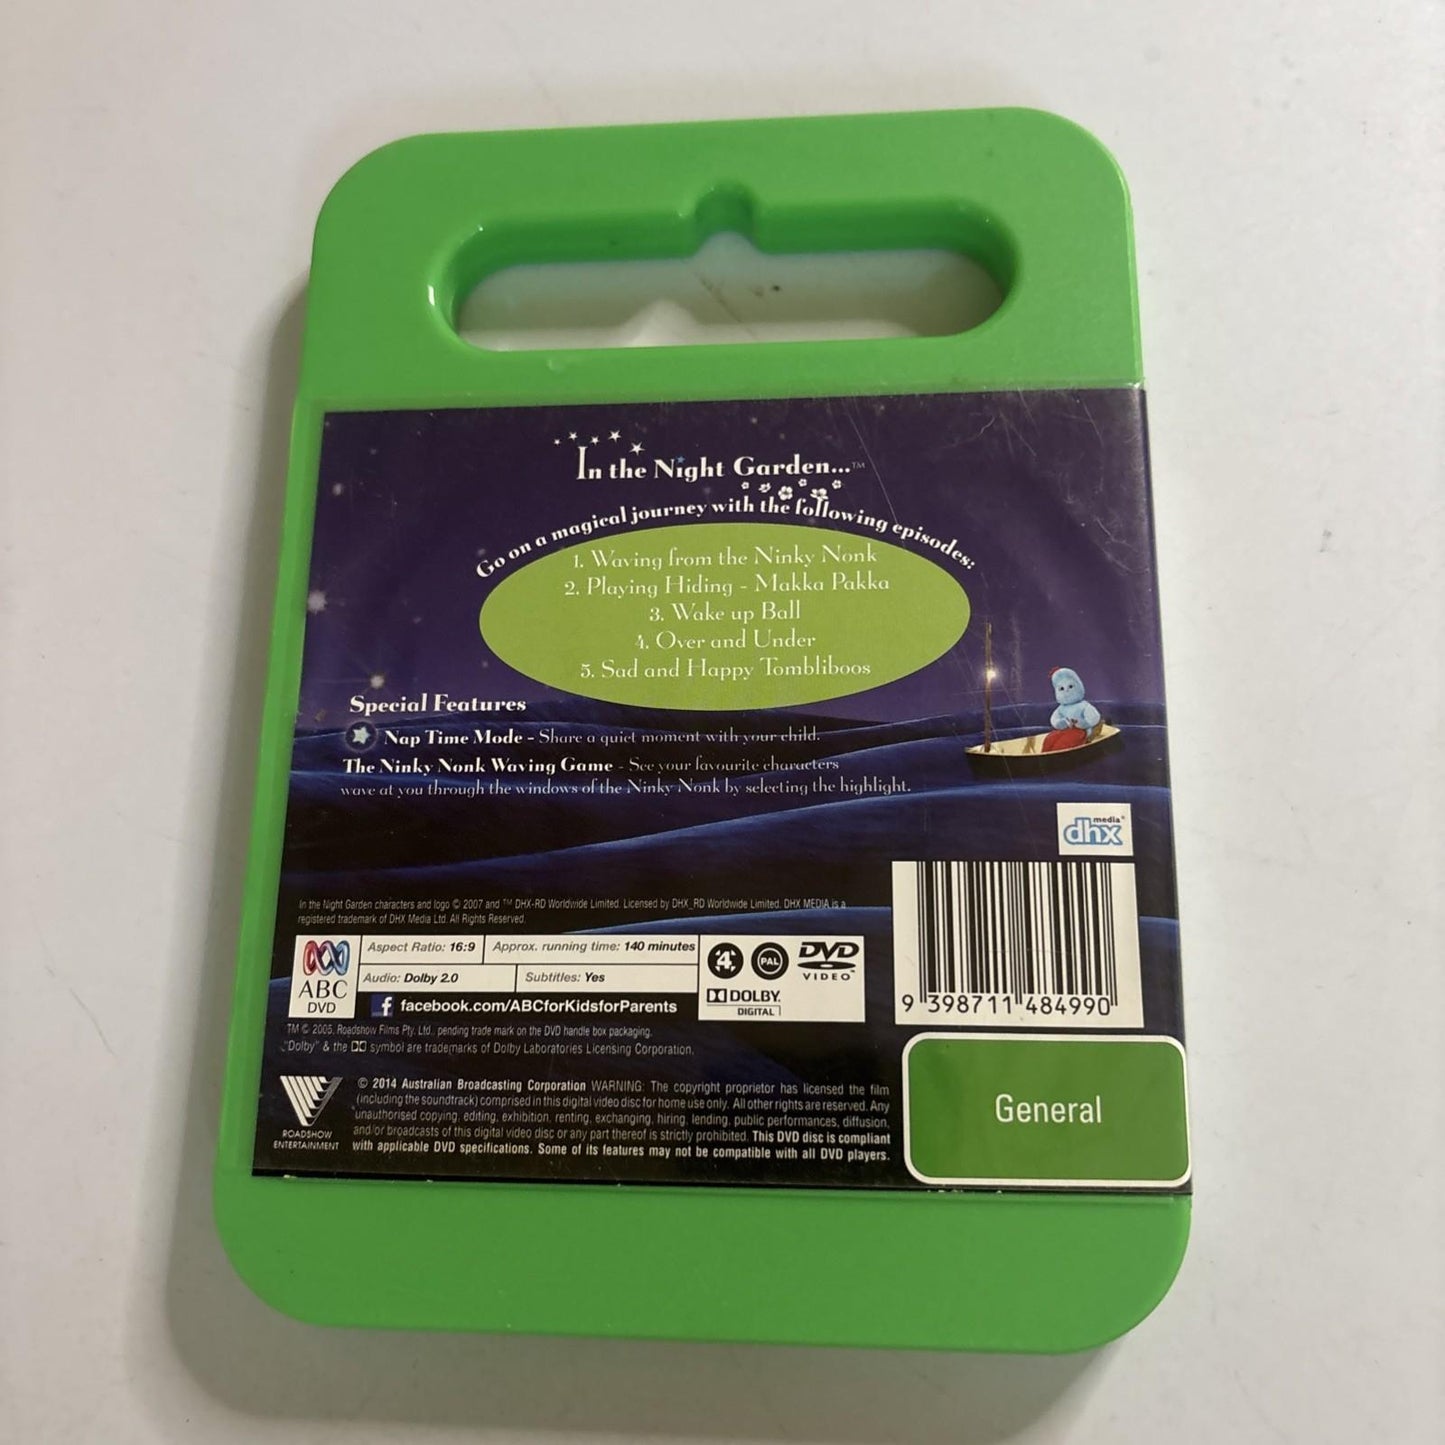 In the Night Garden...™
Go on a magical journey with the following episodes:
1. Waving from the Ninky Nonk
2. Playing Hiding - Makka Pakka
3. Wake up Ball
4. Over and Under
5. Sad and Happy Tombliboos
Special Features
Nap Time Mode - Share a quiet moment with your child.
The Ninky Nonk Waving Game - See your favourite characters
wave at you through the windows of the Ninky Nonk by selecting the highlight.
dhx media®
In the Night Garden characters and logo © 2007 and ™ DHX-RD Worldwide Limited. Licensed by DHX_RD Worldwide Limited. DHX MEDIA is a
registered trademark of DHX Media Ltd. All Rights Reserved.
ABC
DVD
Aspect Ratio: 16:9
Approx. running time: 140 minutes
Audio: Dolby 2.0
Subtitles: Yes
facebook.com/ABCforKidsforParents
4
PAL
DVD
VIDEO™
DOLBY
DIGITAL
9 398711 484990
TM © 2005. Roadshow Films Pty. Ltd., pending trade mark on the DVD handle box packaging.
"Dolby" & the DD symbol are trademarks of Dolby Laboratories Licensing Corporation.
ROADSHOW
ENTERTAINMENT
© 2014 Australian Broadcasting Corporation WARNING: The copyright proprietor has licensed the film
(including the soundtrack) comprised in this digital video disc for home use only. All other rights are reserved. Any
unauthorised copying, editing, exhibition, renting, exchanging, hiring, lending, public performances, diffusion,
and/or broadcasts of this digital video disc or any part thereof is strictly prohibited. This DVD disc is compliant
with applicable DVD specifications. Some of its features may not be compatible with all DVD players.
General